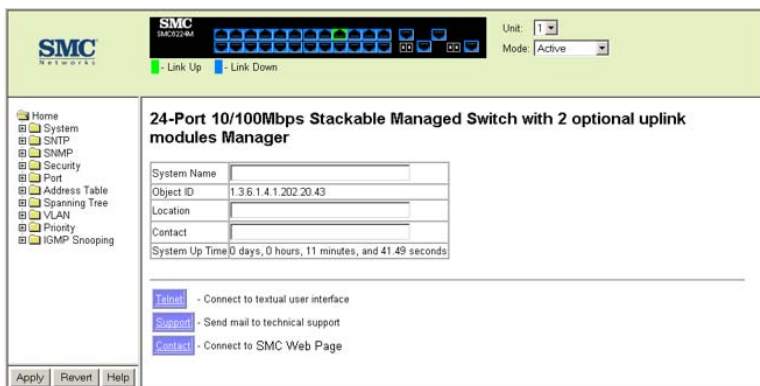 SMC
Networks
SMC
SMC6224M
Link Up
Link Down
Unit: 1
Mode: Active
Home
System
SNTP
SNMP
Security
Port
Address Table
Spanning Tree
VLAN
Priority
IGMP Snooping
Apply Revert Help
24-Port 10/100Mbps Stackable Managed Switch with 2 optional uplink
modules Manager
System Name
Object ID 1.3.6.1.4.1.202.20.43
Location
Contact
System Up Time 0 days, 0 hours, 11 minutes, and 41.49 seconds
Telnet - Connect to textual user interface
Support - Send mail to technical support
Contact - Connect to SMC Web Page